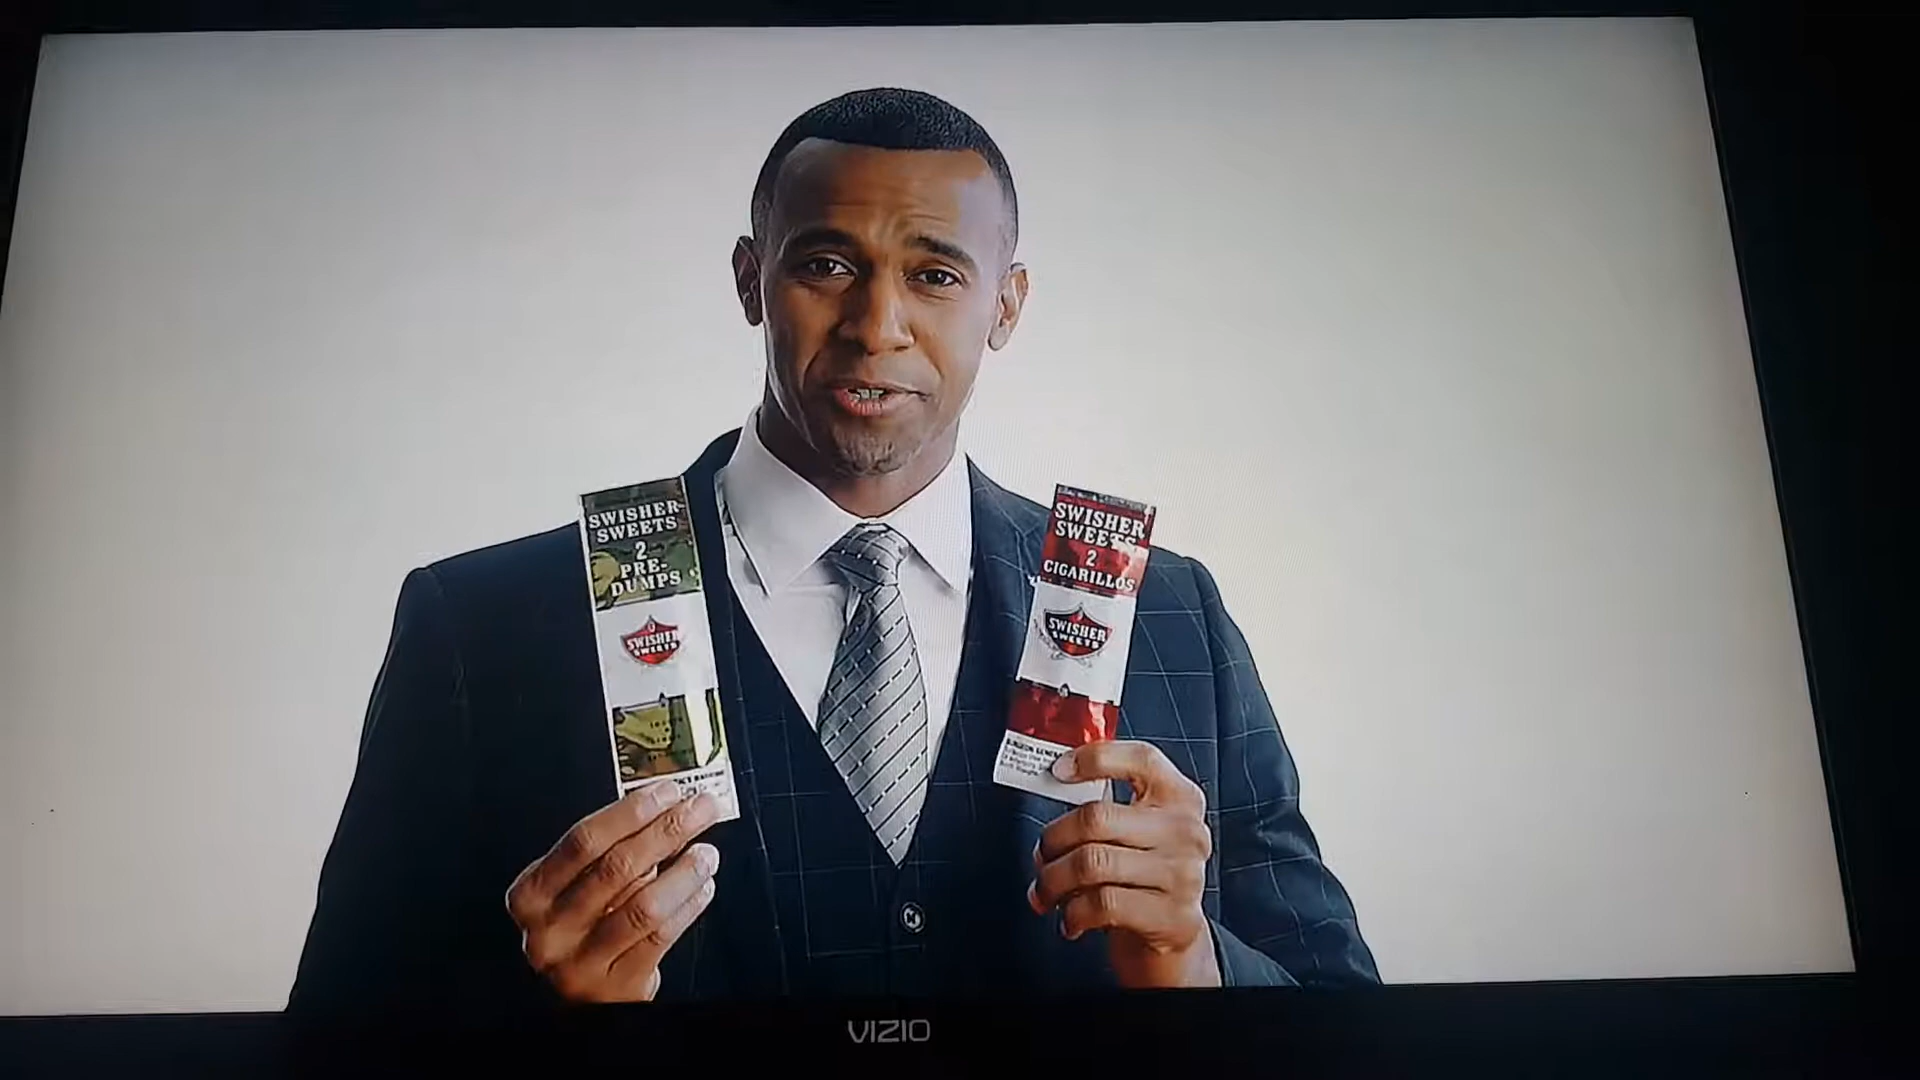 SWISHER
SWEETS
2
PRE-
DUMPS
SWISHER
SWEETS
SWISHER
SWEETS
2
CIGARILLOS
SWISHER
SWEETS
VIZIO